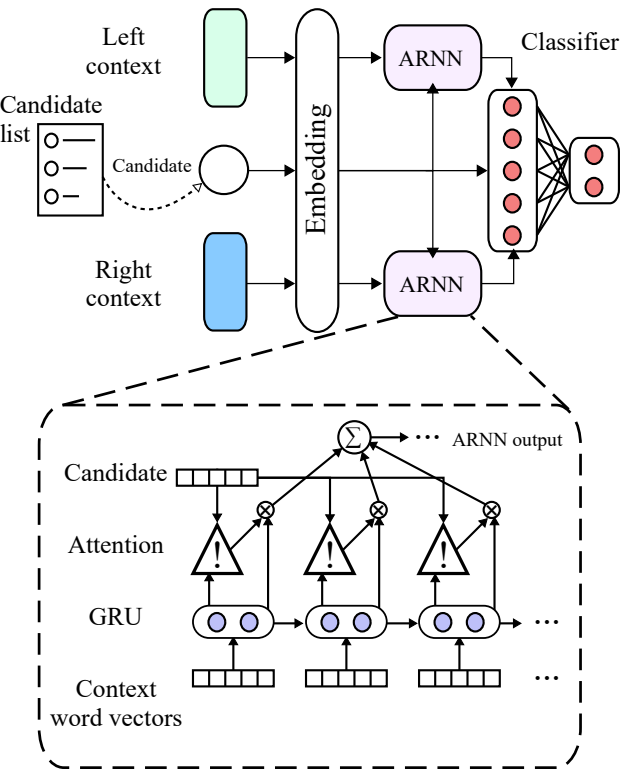 Left
context
Classifier
ARNN
Candidate
list
Candidate
Embedding
Right
context
ARNN
Σ
... ARNN output
Candidate
Attention
! ! !
GRU
...
Context
word vectors
...